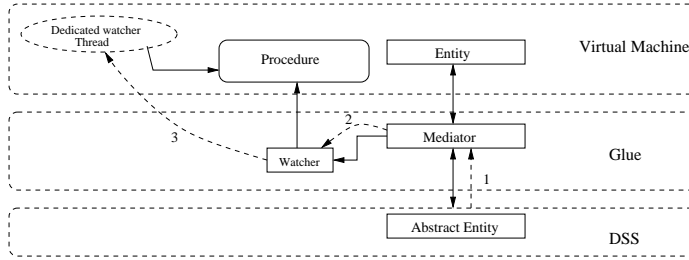 Dedicated watcher
Thread
Procedure
Entity
Virtual Machine
3
2
Mediator
Watcher
1
Glue
Abstract Entity
DSS